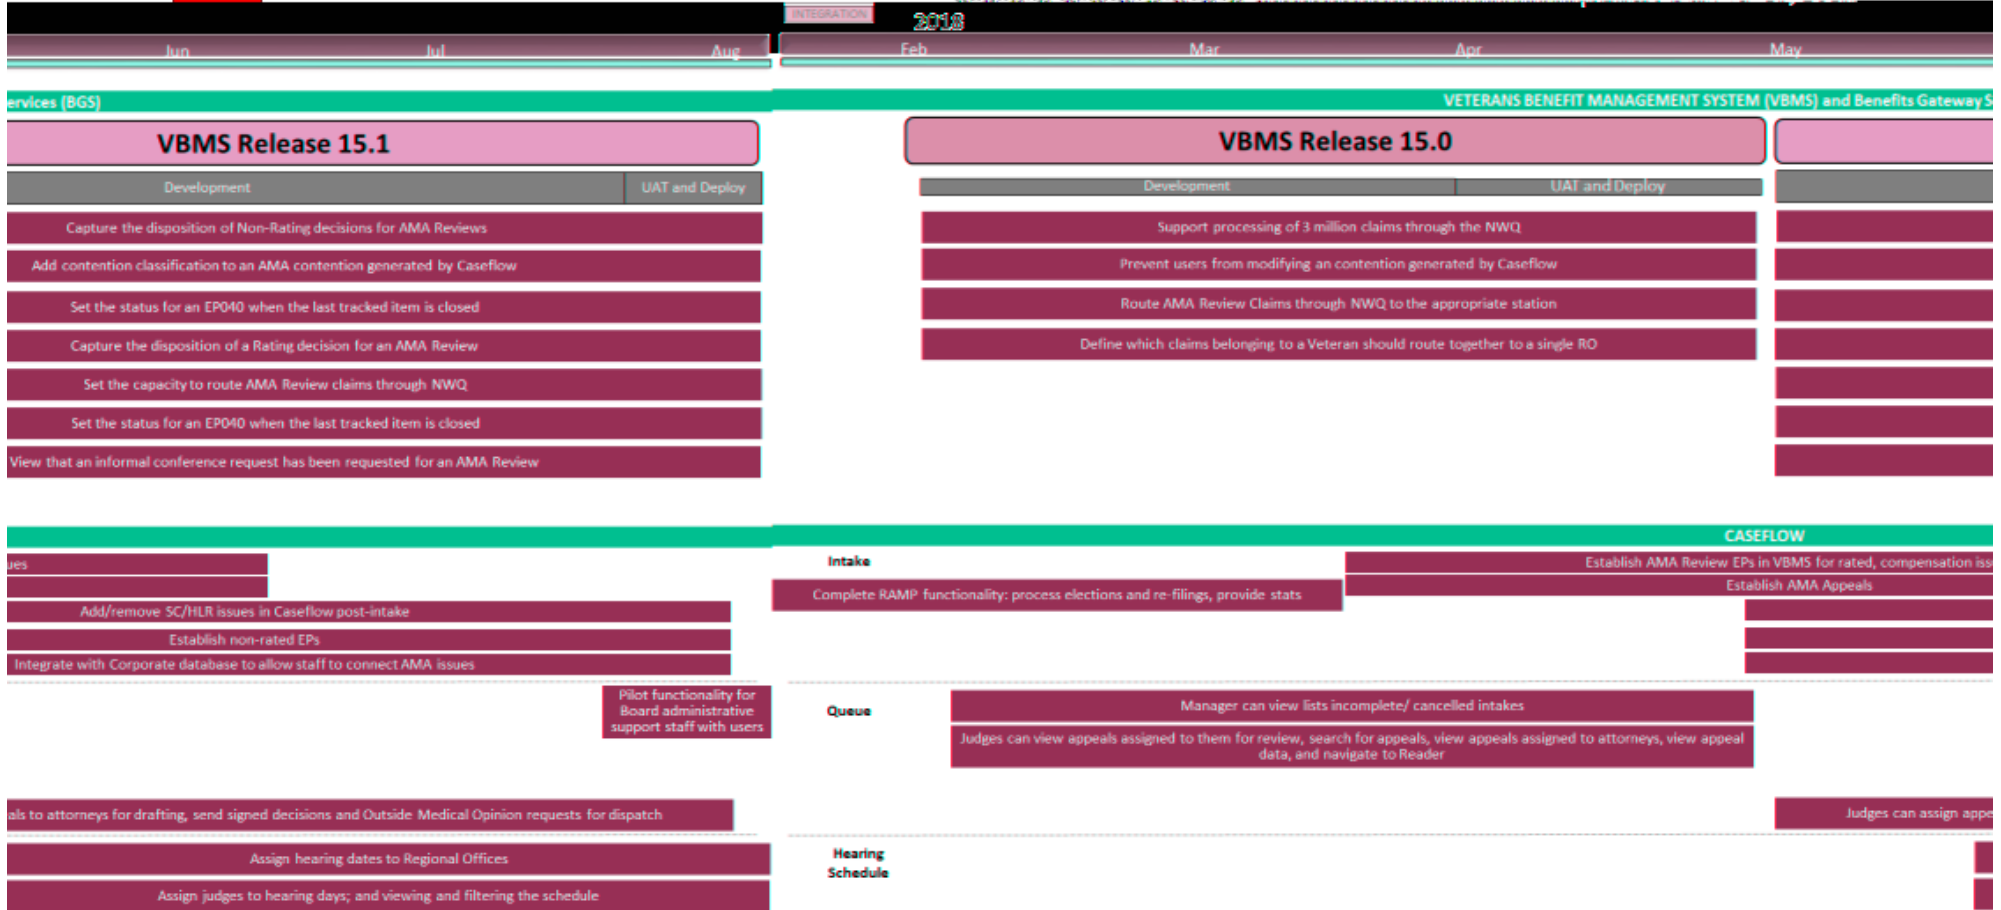 INTEGRATION
2018
Jun Jul Aug Feb Mar Apr May
ervices (BGS) VETERANS BENEFIT MANAGEMENT SYSTEM (VBMS) and Benefits Gateway S
VBMS Release 15.1 VBMS Release 15.0
Development UAT and Deploy Development UAT and Deploy
Capture the disposition of Non-Rating decisions for AMA Reviews Support processing of 3 million claims through the NWQ
Add contention classification to an AMA contention generated by Caseflow Prevent users from modifying an contention generated by Caseflow
Set the status for an EP040 when the last tracked item is closed Route AMA Review Claims through NWQ to the appropriate station
Capture the disposition of a Rating decision for an AMA Review Define which claims belonging to a Veteran should route together to a single RO
Set the capacity to route AMA Review claims through NWQ
Set the status for an EP040 when the last tracked item is closed
View that an informal conference request has been requested for an AMA Review
CASEFLOW
ues Intake Establish AMA Review EPs in VBMS for rated, compensation iss
Complete RAMP functionality: process elections and re-filings, provide stats Establish AMA Appeals
Add/remove SC/HLR issues in Caseflow post-intake
Establish non-rated EPs
Integrate with Corporate database to allow staff to connect AMA issues
Pilot functionality for
Board administrative
support staff with users
Queue Manager can view lists incomplete/ cancelled intakes
Judges can view appeals assigned to them for review, search for appeals, view appeals assigned to attorneys, view appeal
data, and navigate to Reader
als to attorneys for drafting, send signed decisions and Outside Medical Opinion requests for dispatch Judges can assign appe
Assign hearing dates to Regional Offices Hearing
Schedule
Assign judges to hearing days; and viewing and filtering the schedule